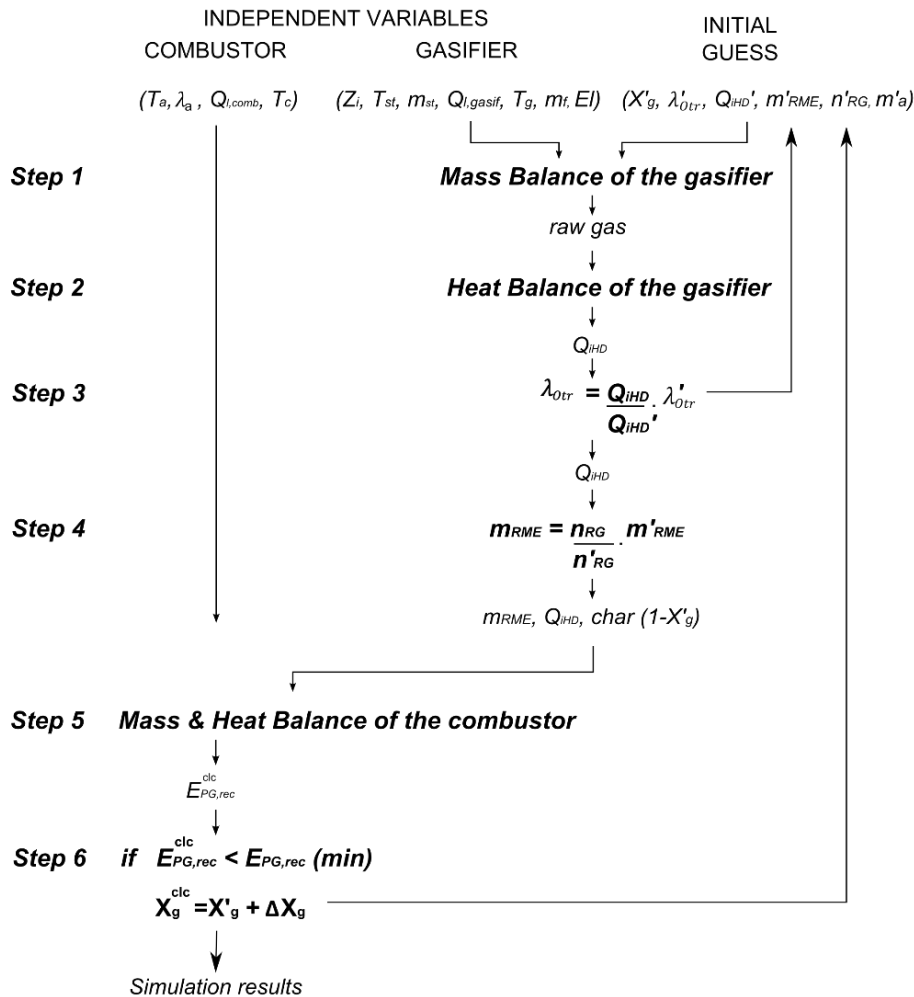 INDEPENDENT VARIABLES
COMBUSTOR GASIFIER INITIAL GUESS
(Ta, λa , Ql,comb, Tc) (Zi, Tst, mst, Ql,gasif, Tg, mf, El) (X'g, λ'Otr, QiHD', m'RME, n'RG, m'a)
Step 1 Mass Balance of the gasifier
raw gas
Step 2 Heat Balance of the gasifier
QiHD
Step 3 λOtr = QiHD/QiHD' · λ'Otr
QiHD
Step 4 mRME = nRG/n'RG · m'RME
mRME, QiHD, char (1-X'g)
Step 5 Mass & Heat Balance of the combustor
E clc PG,rec
Step 6 if E clc PG,rec < EPG,rec (min)
X clc g = X'g + ΔXg
Simulation results